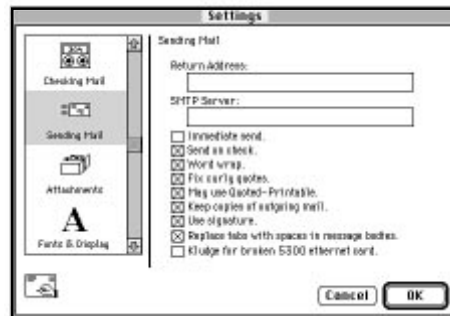 Settings
Checking Mail
Sending Mail
Attachments
A
Fonts & Display
Sending Mail
Return Address:
SMTP Server:
Immediate send.
Send on check.
Word wrap.
Fix curly quotes.
May use Quoted-Printable.
Keep copies of outgoing mail.
Use signature.
Replace tabs with spaces in message bodies.
Kludge for broken 5300 ethernet card.
Cancel
OK